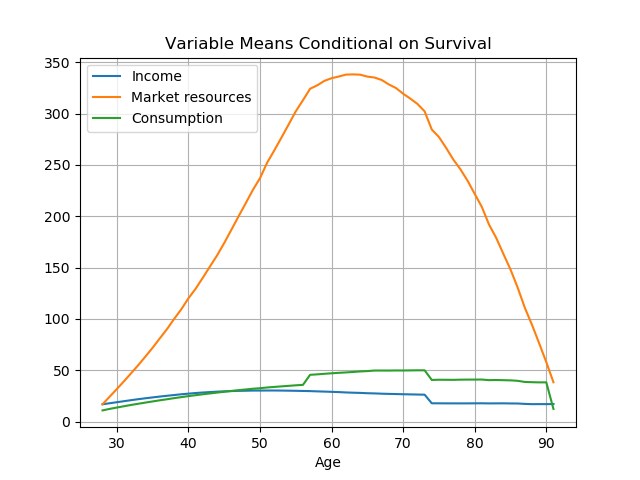 Variable Means Conditional on Survival
Income
Market resources
Consumption
350
300
250
200
150
100
50
0
30 40 50 60 70 80 90
Age